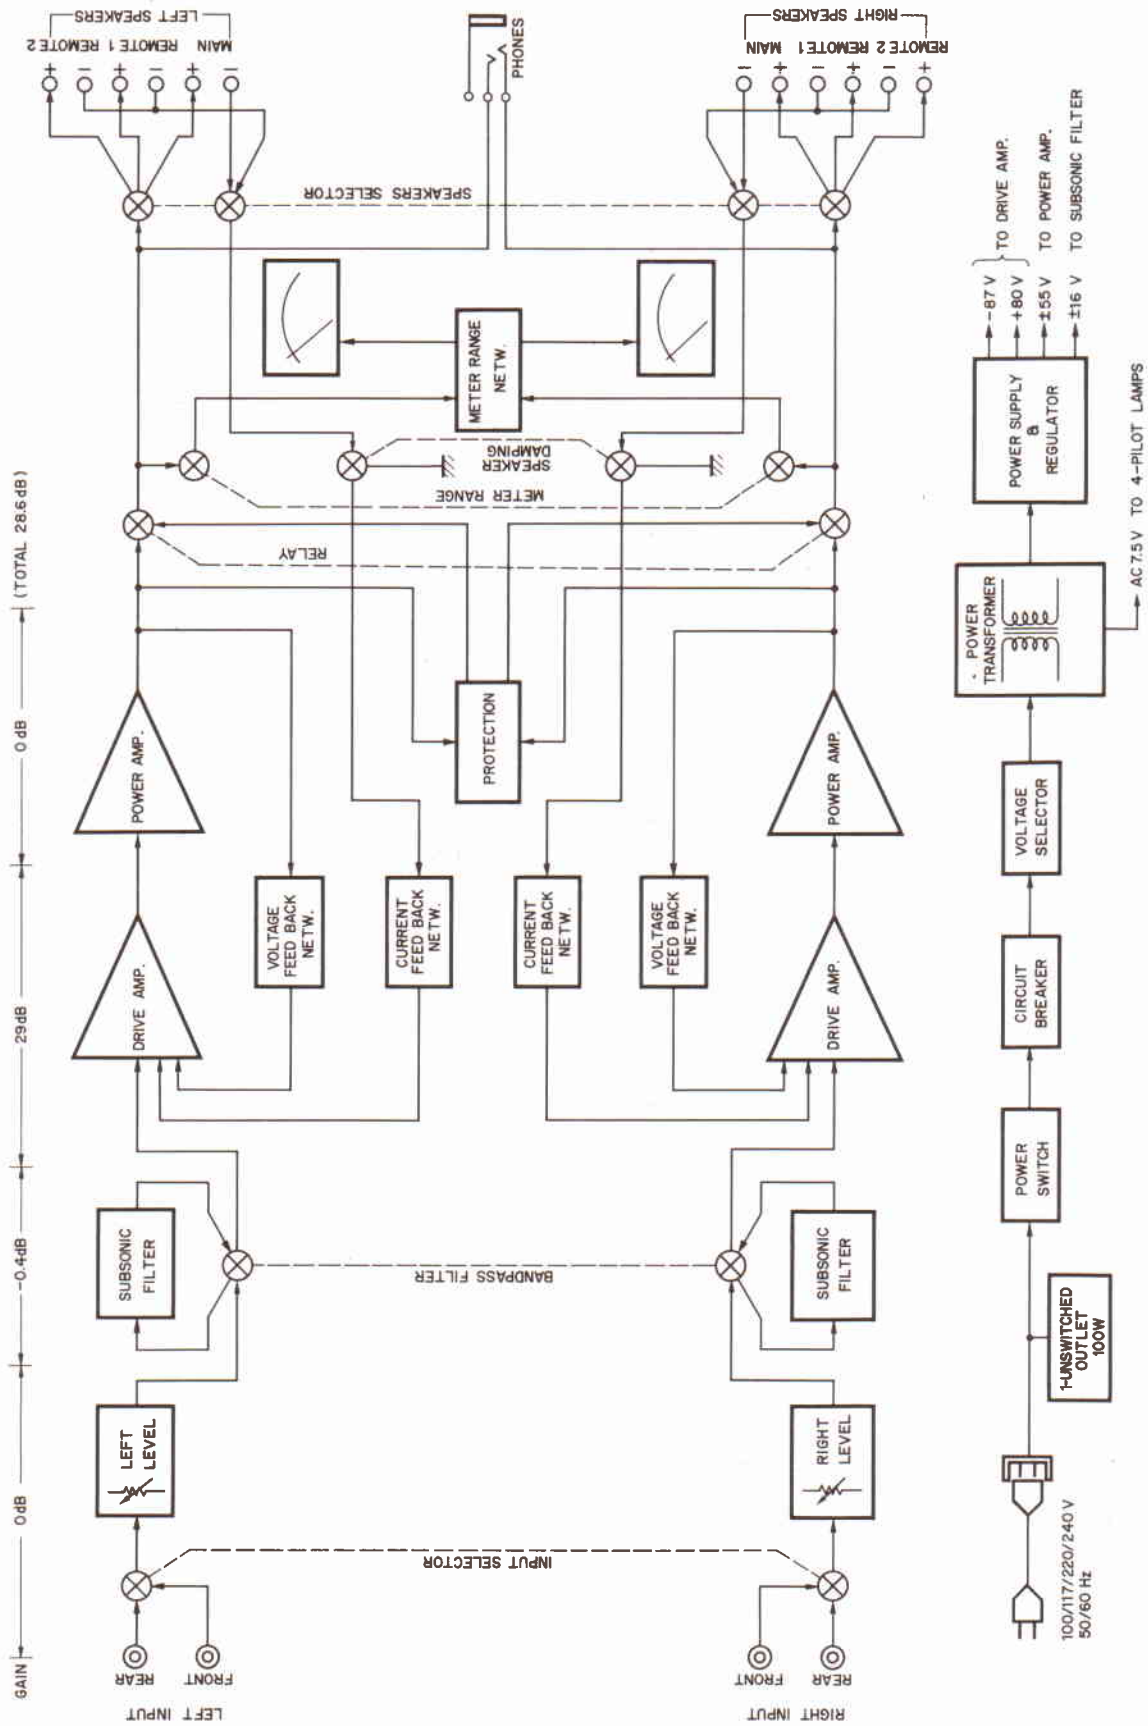 GAIN
0dB
-0.4dB
29dB
0dB
(TOTAL 28.6dB)
LEFT INPUT
REAR
FRONT
LEFT
LEVEL
SUBSONIC
FILTER
DRIVE AMP.
POWER AMP.
VOLTAGE
FEED BACK
NETW.
CURRENT
FEED BACK
NETW.
RELAY
METER RANGE
SPEAKER
DAMPING
SPEAKERS SELECTOR
LEFT SPEAKERS
REMOTE 2
REMOTE 1
MAIN
+
−
+
−
+
−
INPUT SELECTOR
BANDPASS FILTER
PROTECTION
METER RANGE
NETW.
PHONES
RIGHT INPUT
FRONT
REAR
RIGHT
LEVEL
SUBSONIC
FILTER
CURRENT
FEED BACK
NETW.
VOLTAGE
FEED BACK
NETW.
DRIVE AMP.
POWER AMP.
RIGHT SPEAKERS
MAIN
REMOTE 1
REMOTE 2
−
+
−
+
−
+
100/117/220/240V
50/60 Hz
1-UNSWITCHED
OUTLET
100W
POWER
SWITCH
CIRCUIT
BREAKER
VOLTAGE
SELECTOR
POWER
TRANSFORMER
POWER SUPPLY
&
REGULATOR
-87 V
+80V
TO DRIVE AMP.
±55V TO POWER AMP.
±16V TO SUBSONIC FILTER
AC 7.5V TO 4-PILOT LAMPS